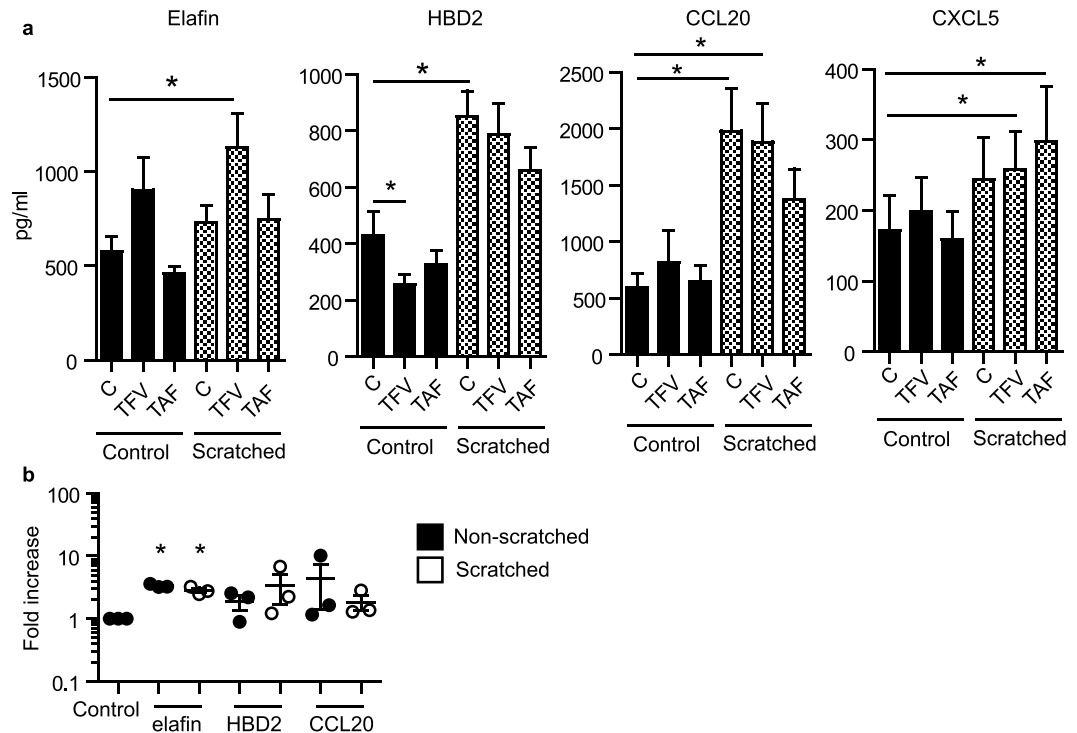 a
Elafin
HBD2
CCL20
CXCL5
pg/ml
1500
1000
500
0
*
C
TFV
TAF
C
TFV
TAF
Control
Scratched
1000
800
600
400
200
0
*
*
C
TFV
TAF
C
TFV
TAF
Control
Scratched
2500
2000
1500
1000
500
0
*
*
C
TFV
TAF
C
TFV
TAF
Control
Scratched
400
300
200
100
0
*
*
C
TFV
TAF
C
TFV
TAF
Control
Scratched
b
Fold increase
100
10
1
0.1
* *
Control
elafin
HBD2
CCL20
Non-scratched
Scratched